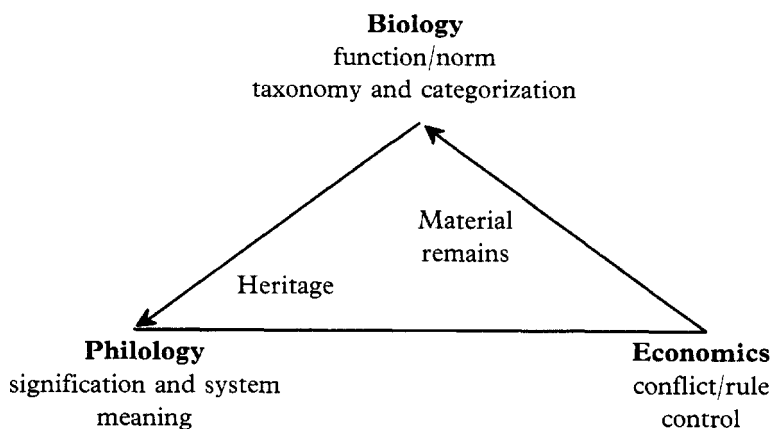 Biology
function/norm
taxonomy and categorization
Material
remains
Heritage
Philology
signification and system
meaning
Economics
conflict/rule
control